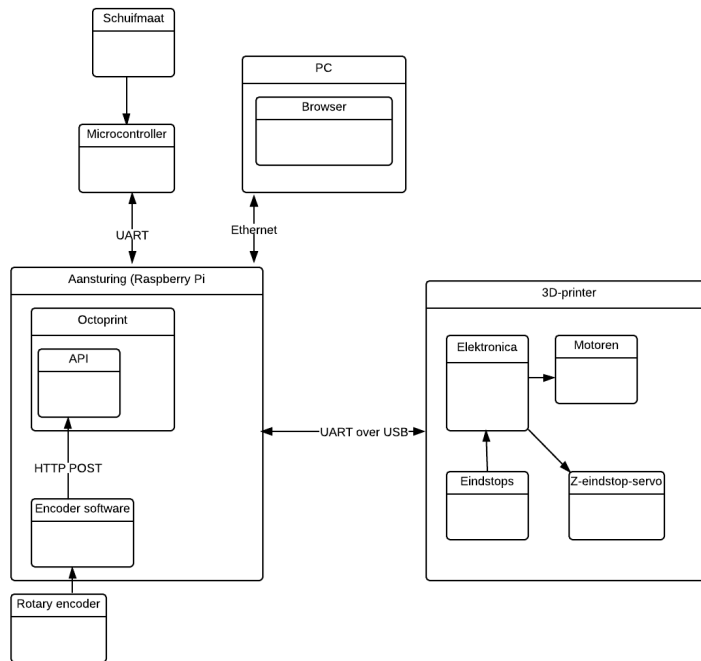 Schuifmaat
PC
Browser
Microcontroller
UART
Ethernet
Aansturing (Raspberry Pi
3D-printer
Octoprint
Elektronica
Motoren
API
UART over USB
HTTP POST
Eindstops
Z-eindstop-servo
Encoder software
Rotary encoder